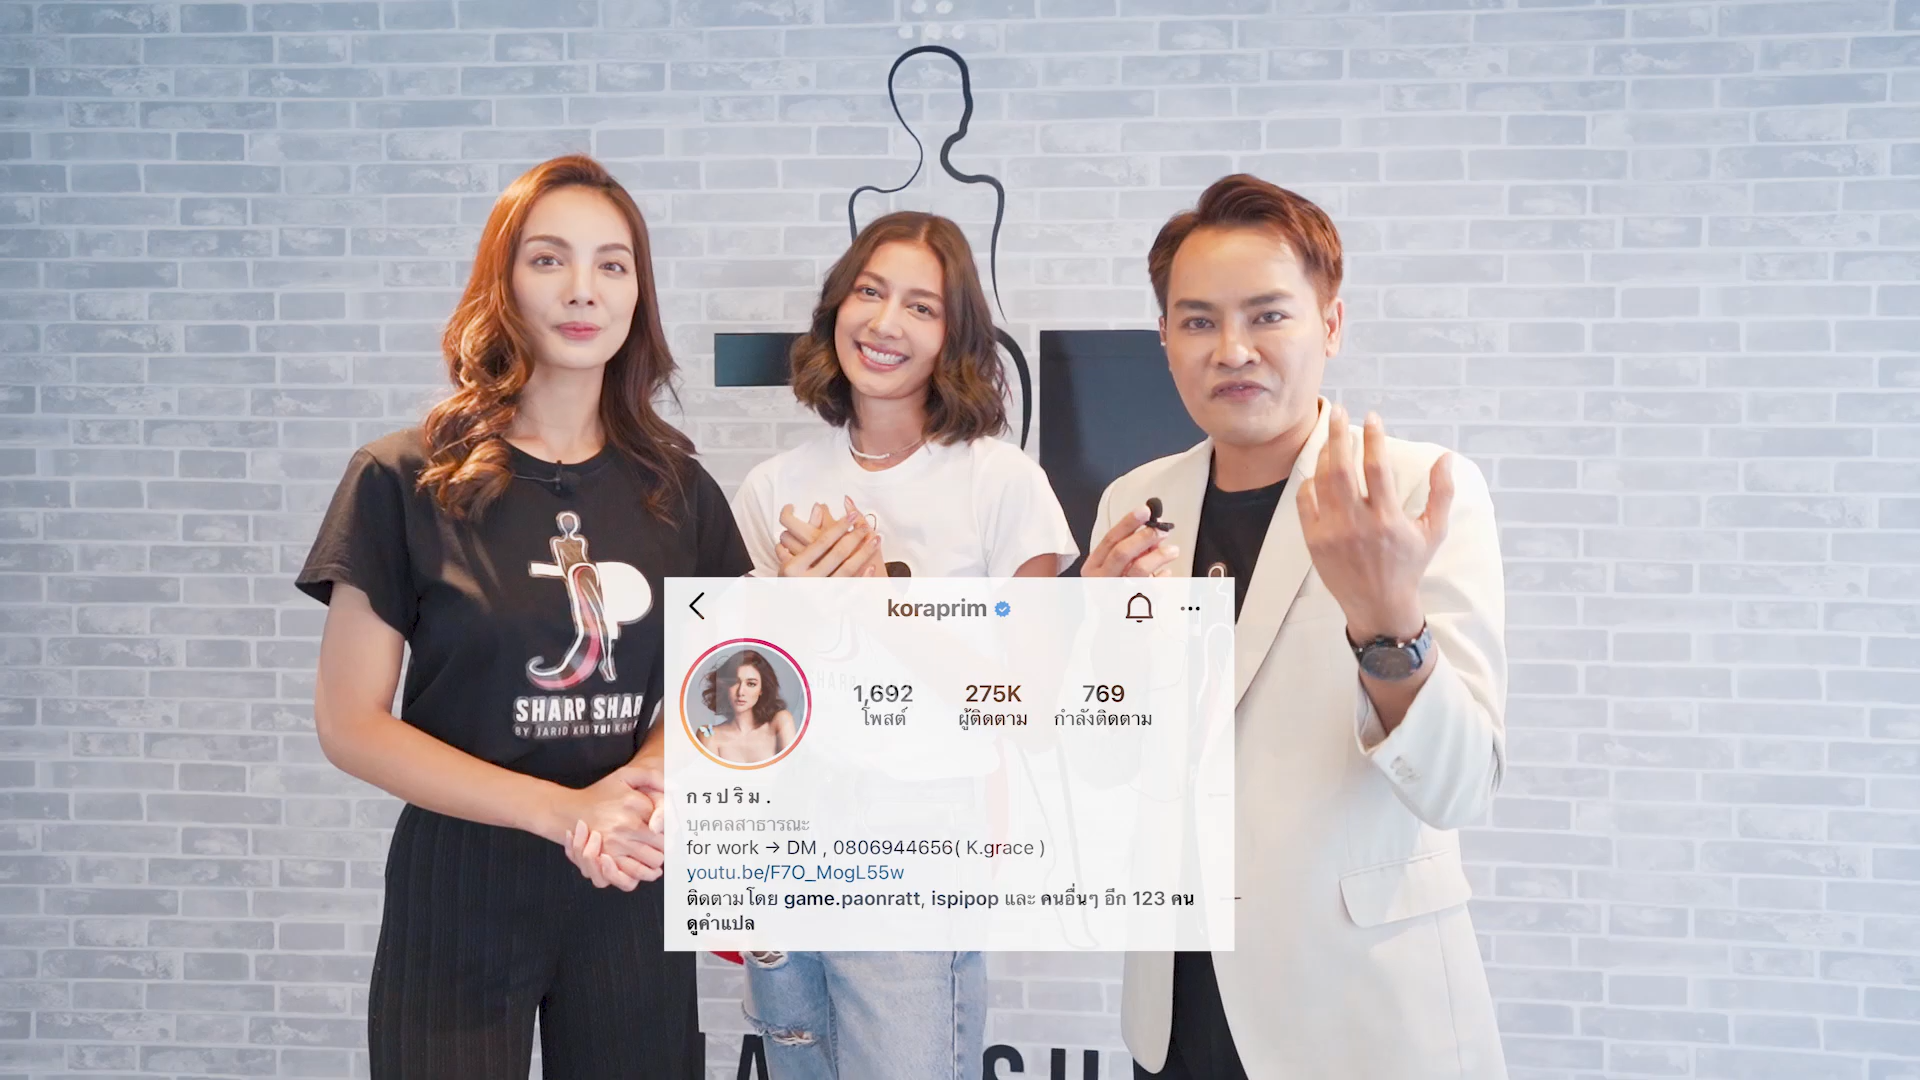 SHARP SHAR
BY JARID KRU TUI KRU
koraprim
1,692 275K 769
โพสต์ ผู้ติดตาม กำลังติดตาม
กรปริม.
บุคคลสาธารณะ
for work → DM , 0806944656( K.grace )
youtu.be/F7O_MogL55w
ติดตามโดย game.paonratt, ispipop และ คนอื่นๆ อีก 123 คน
ดูคำแปล